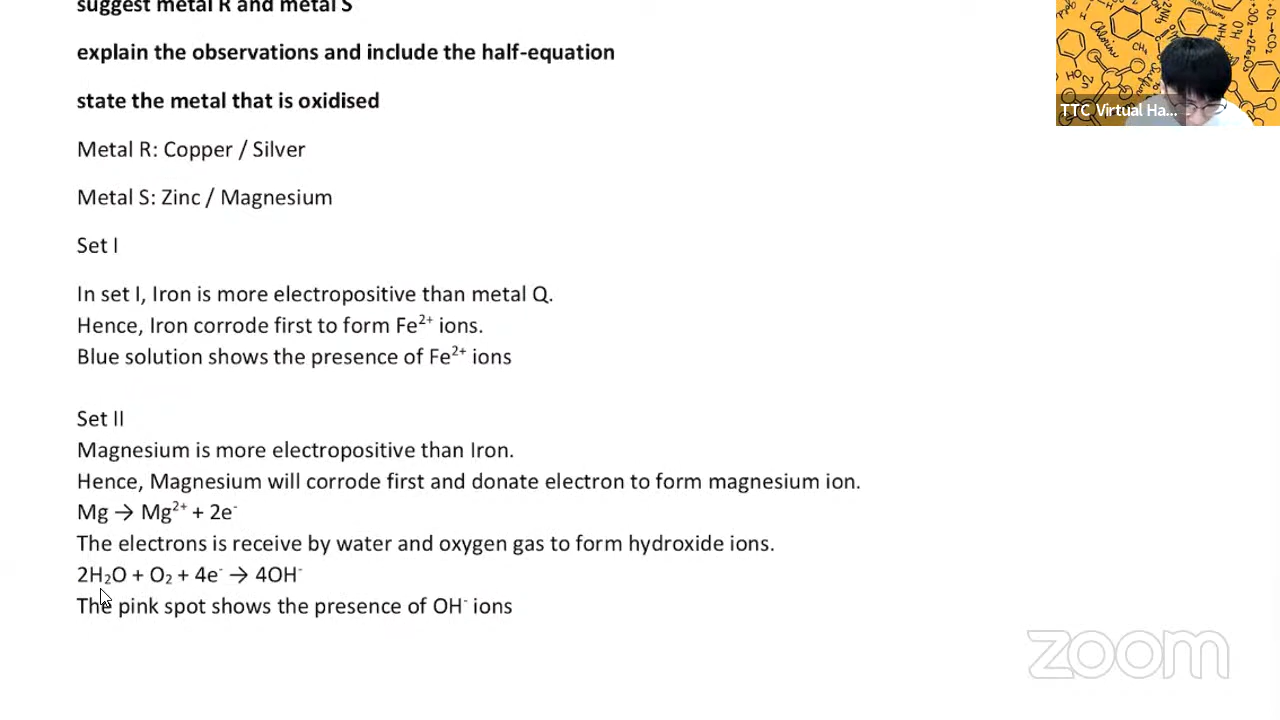 suggest metal R and metal S
explain the observations and include the half-equation
state the metal that is oxidised
Metal R: Copper / Silver
Metal S: Zinc / Magnesium
Set I
In set I, Iron is more electropositive than metal Q.
Hence, Iron corrode first to form Fe²⁺ ions.
Blue solution shows the presence of Fe²⁺ ions
Set II
Magnesium is more electropositive than Iron.
Hence, Magnesium will corrode first and donate electron to form magnesium ion.
Mg → Mg²⁺ + 2e⁻
The electrons is receive by water and oxygen gas to form hydroxide ions.
2H₂O + O₂ + 4e⁻ → 4OH⁻
The pink spot shows the presence of OH⁻ ions
TTC Virtual Ha...
zoom